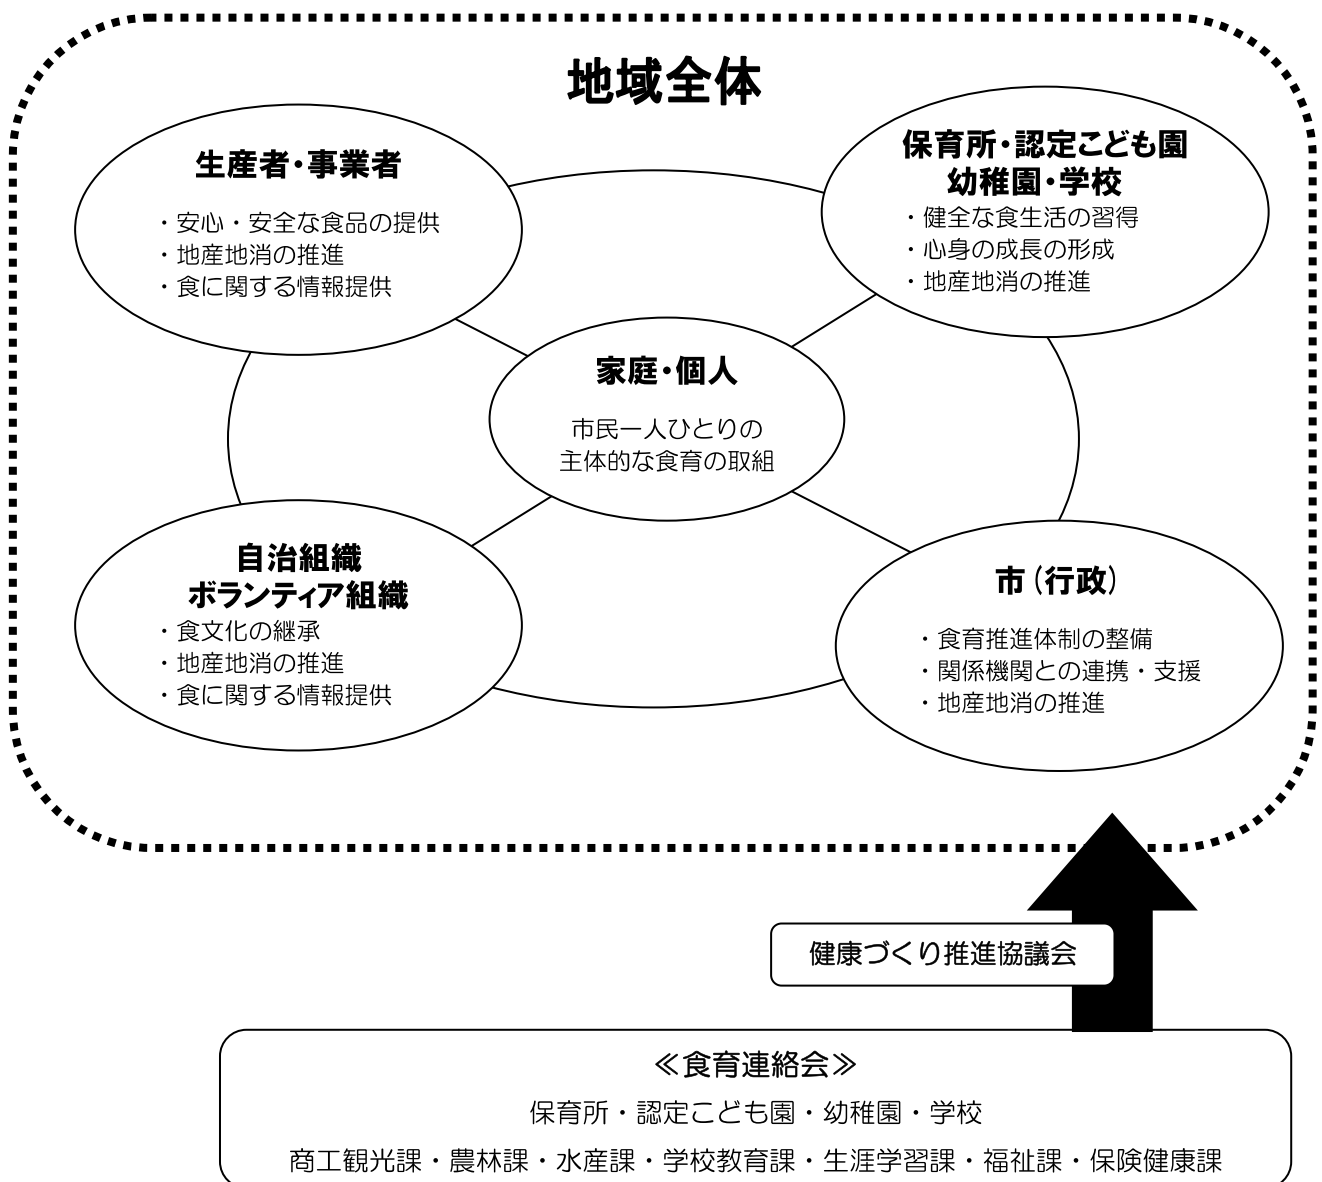 地域全体
生産者・事業者
・安心・安全な食品の提供
・地産地消の推進
・食に関する情報提供
保育所・認定こども園
幼稚園・学校
・健全な食生活の習得
・心身の成長の形成
・地産地消の推進
家庭・個人
市民一人ひとりの
主体的な食育の取組
自治組織
ボランティア組織
・食文化の継承
・地産地消の推進
・食に関する情報提供
市（行政）
・食育推進体制の整備
・関係機関との連携・支援
・地産地消の推進
健康づくり推進協議会
≪食育連絡会≫
保育所・認定こども園・幼稚園・学校
商工観光課・農林課・水産課・学校教育課・生涯学習課・福祉課・保険健康課